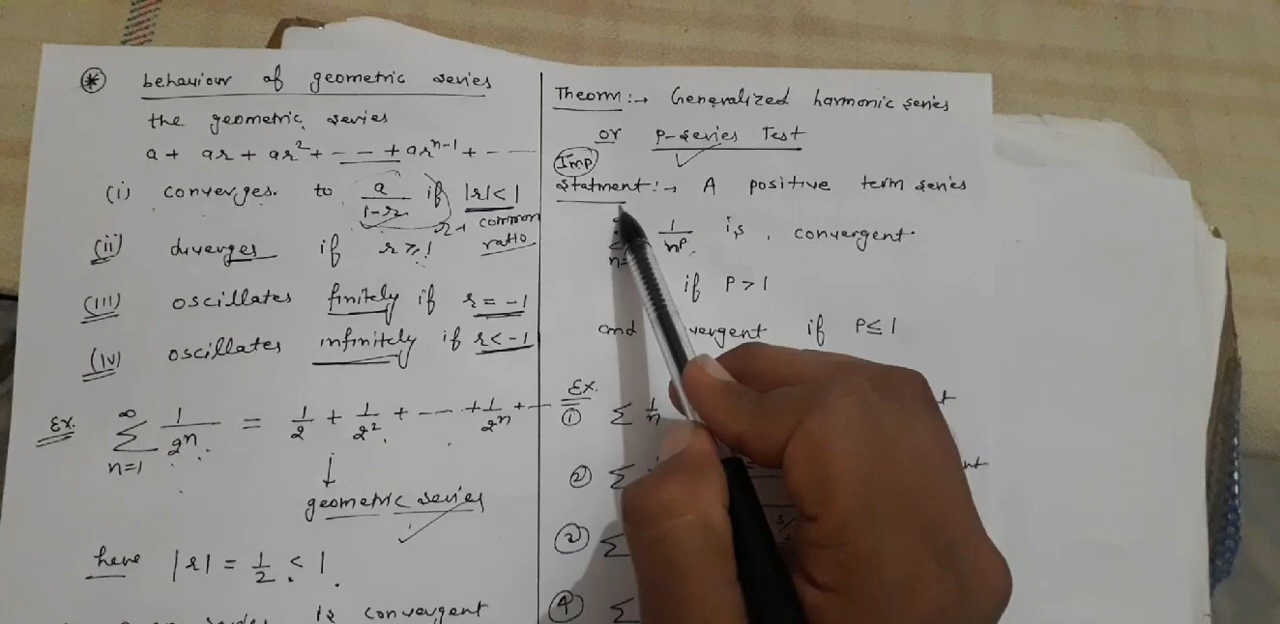 * behaviour of geometric series
the geometric series
a + ar + ar² + --- + arⁿ⁻¹ + ---
(i) converges. to a/(1-r) if |r|<1
r → common ratio
(ii) diverges if r ≥ 1
(III) oscillates finitely if r = -1
(IV) oscillates infinitely if r < -1
Ex. ∞ Σ n=1 1/2ⁿ = 1/2 + 1/2² + --- + 1/2ⁿ + ---
↓
geometric series
here |r| = 1/2 < 1.
is convergent
Theorm :→ Generalized harmonic series
or P-series Test
Imp
Statment :→ A positive term series
Σ 1/nᵖ is convergent
if P > 1
and if P ≤ 1
Ex.
① Σ 1/n
② Σ
② Σ
④ Σ